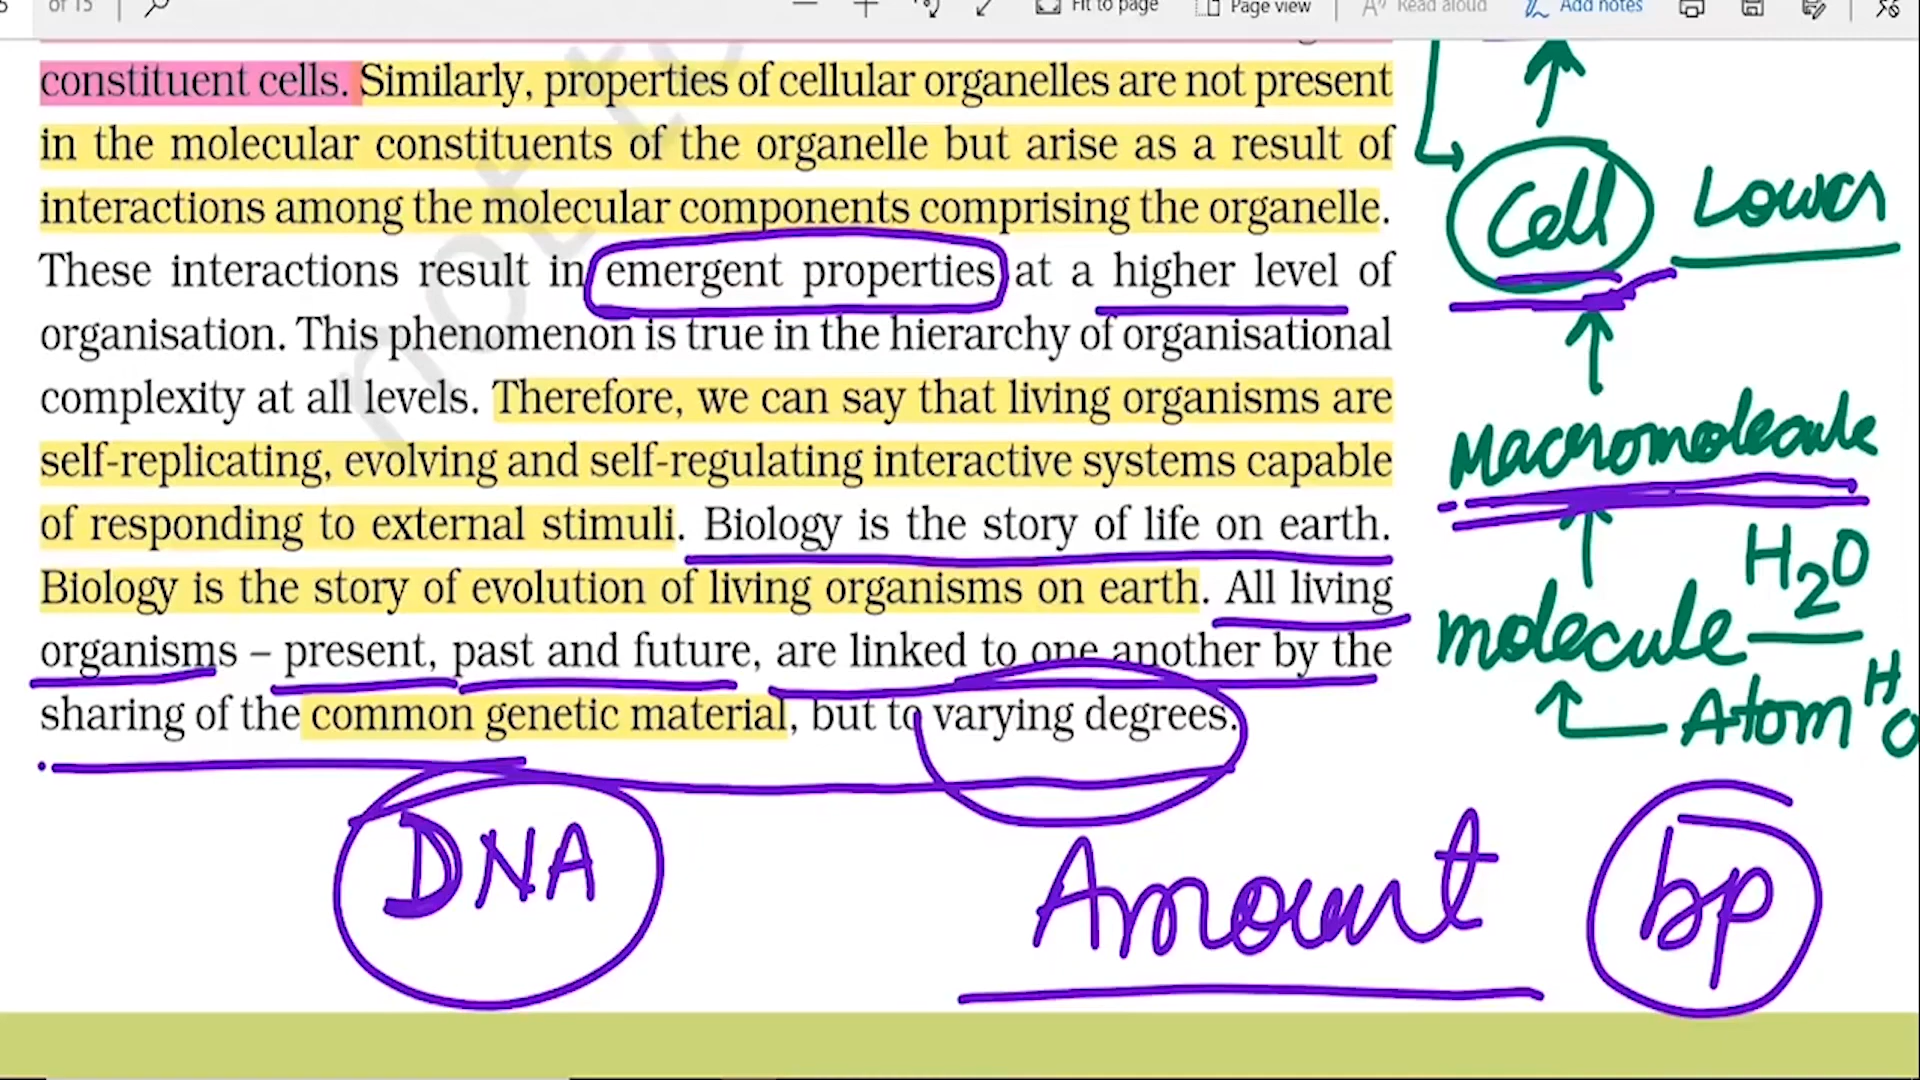 of 15
Fit to page
Page view
Read aloud
Add notes
constituent cells. Similarly, properties of cellular organelles are not present
in the molecular constituents of the organelle but arise as a result of
interactions among the molecular components comprising the organelle.
These interactions result in emergent properties at a higher level of
organisation. This phenomenon is true in the hierarchy of organisational
complexity at all levels. Therefore, we can say that living organisms are
self-replicating, evolving and self-regulating interactive systems capable
of responding to external stimuli. Biology is the story of life on earth.
Biology is the story of evolution of living organisms on earth. All living
organisms – present, past and future, are linked to one another by the
sharing of the common genetic material, but to varying degrees.
Cell Lower
Macromolecule
H2O
molecule
Atom H
O
DNA
Amount
bp
not t